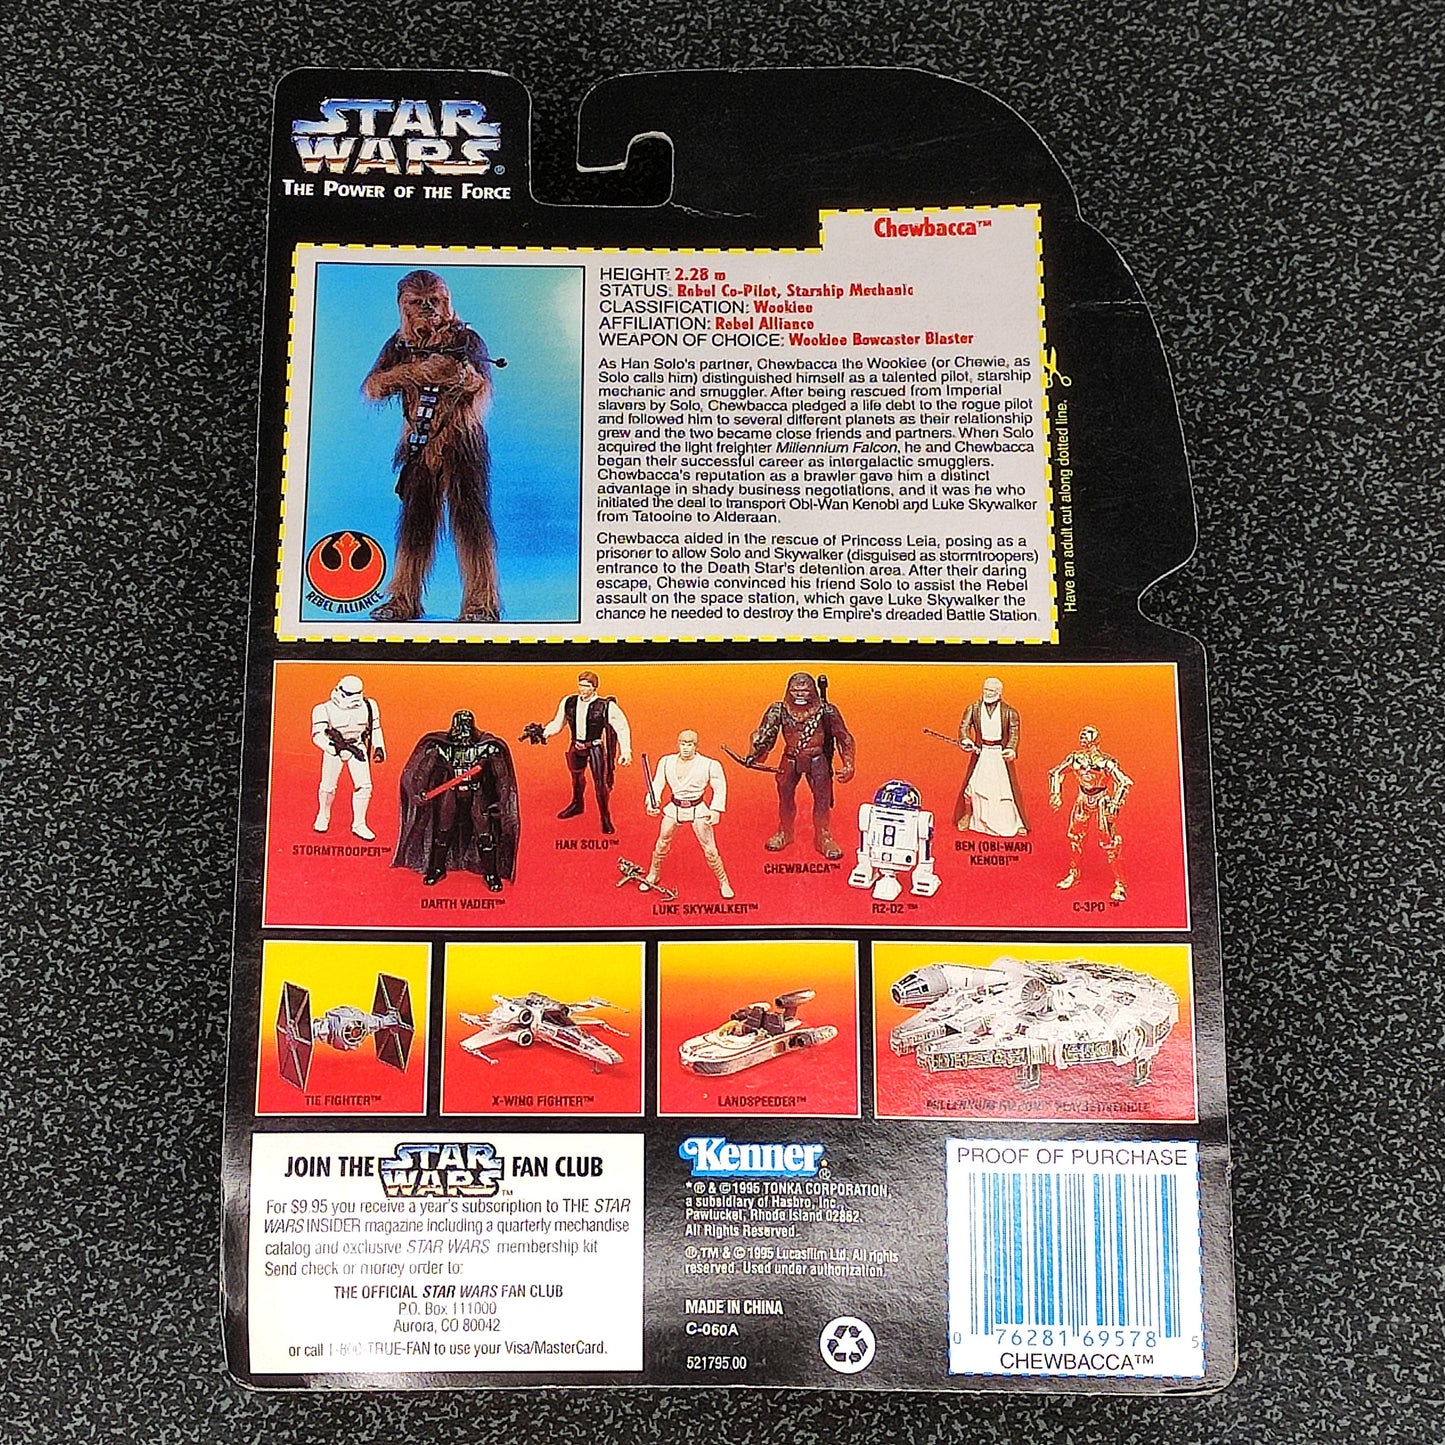 STAR
WARS®
THE POWER OF THE FORCE
Chewbacca™
HEIGHT: 2.28 m
STATUS: Rebel Co-Pilot, Starship Mechanic
CLASSIFICATION: Wookiee
AFFILIATION: Rebel Alliance
WEAPON OF CHOICE: Wookiee Bowcaster Blaster
As Han Solo's partner, Chewbacca the Wookiee (or Chewie, as
Solo calls him) distinguished himself as a talented pilot, starship
mechanic and smuggler. After being rescued from Imperial
slavers by Solo, Chewbacca pledged a life debt to the rogue pilot
and followed him to several different planets as their relationship
grew and the two became close friends and partners. When Solo
acquired the light freighter Millennium Falcon, he and Chewbacca
began their successful career as intergalactic smugglers.
Chewbacca's reputation as a brawler gave him a distinct
advantage in shady business negotiations, and it was he who
initiated the deal to transport Obi-Wan Kenobi and Luke Skywalker
from Tatooine to Alderaan.
Chewbacca aided in the rescue of Princess Leia, posing as a
prisoner to allow Solo and Skywalker (disguised as stormtroopers)
entrance to the Death Star's detention area. After their daring
escape, Chewie convinced his friend Solo to assist the Rebel
assault on the space station, which gave Luke Skywalker the
chance he needed to destroy the Empire's dreaded Battle Station.
REBEL ALLIANCE
Have an adult cut along dotted line.
STORMTROOPER™
DARTH VADER™
HAN SOLO™
LUKE SKYWALKER™
CHEWBACCA™
R2-D2™
BEN (OBI-WAN)
KENOBI™
C-3PO™
TIE FIGHTER™
X-WING FIGHTER™
LANDSPEEDER™
MILLENNIUM FALCON™ PLAYSET/VEHICLE
JOIN THE STAR WARS™ FAN CLUB
For $9.95 you receive a year's subscription to THE STAR
WARS INSIDER magazine including a quarterly mechandise
catalog and exclusive STAR WARS membership kit
Send check or money order to:
THE OFFICIAL STAR WARS FAN CLUB
P.O. Box 111000
Aurora, CO 80042
or call 1-800-TRUE-FAN to use your Visa/MasterCard.
Kenner®
*® & © 1995 TONKA CORPORATION,
a subsidiary of Hasbro, Inc.,
Pawtucket, Rhode Island 02862.
All Rights Reserved.
®,TM & © 1995 Lucasfilm Ltd. All rights
reserved. Used under authorization.
MADE IN CHINA
C-060A
521795.00
PROOF OF PURCHASE
0 76281 69578 5
CHEWBACCA™